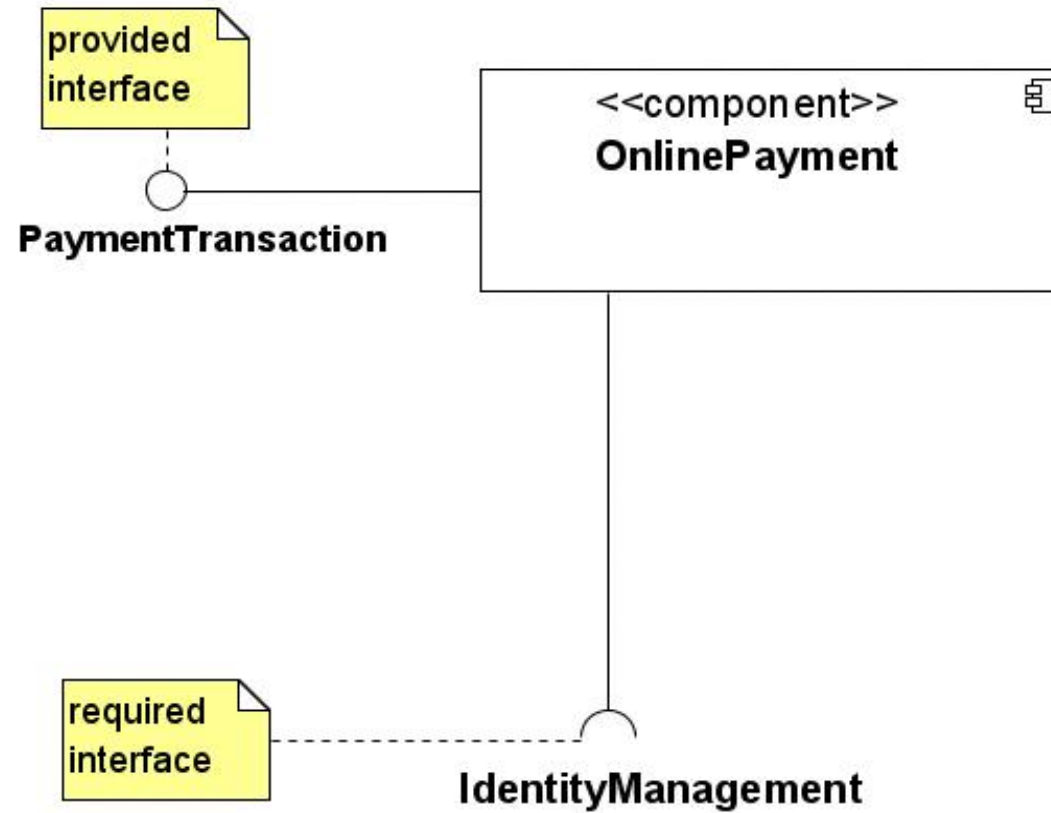 provided
interface
<<component>>
OnlinePayment
PaymentTransaction
required
interface
IdentityManagement